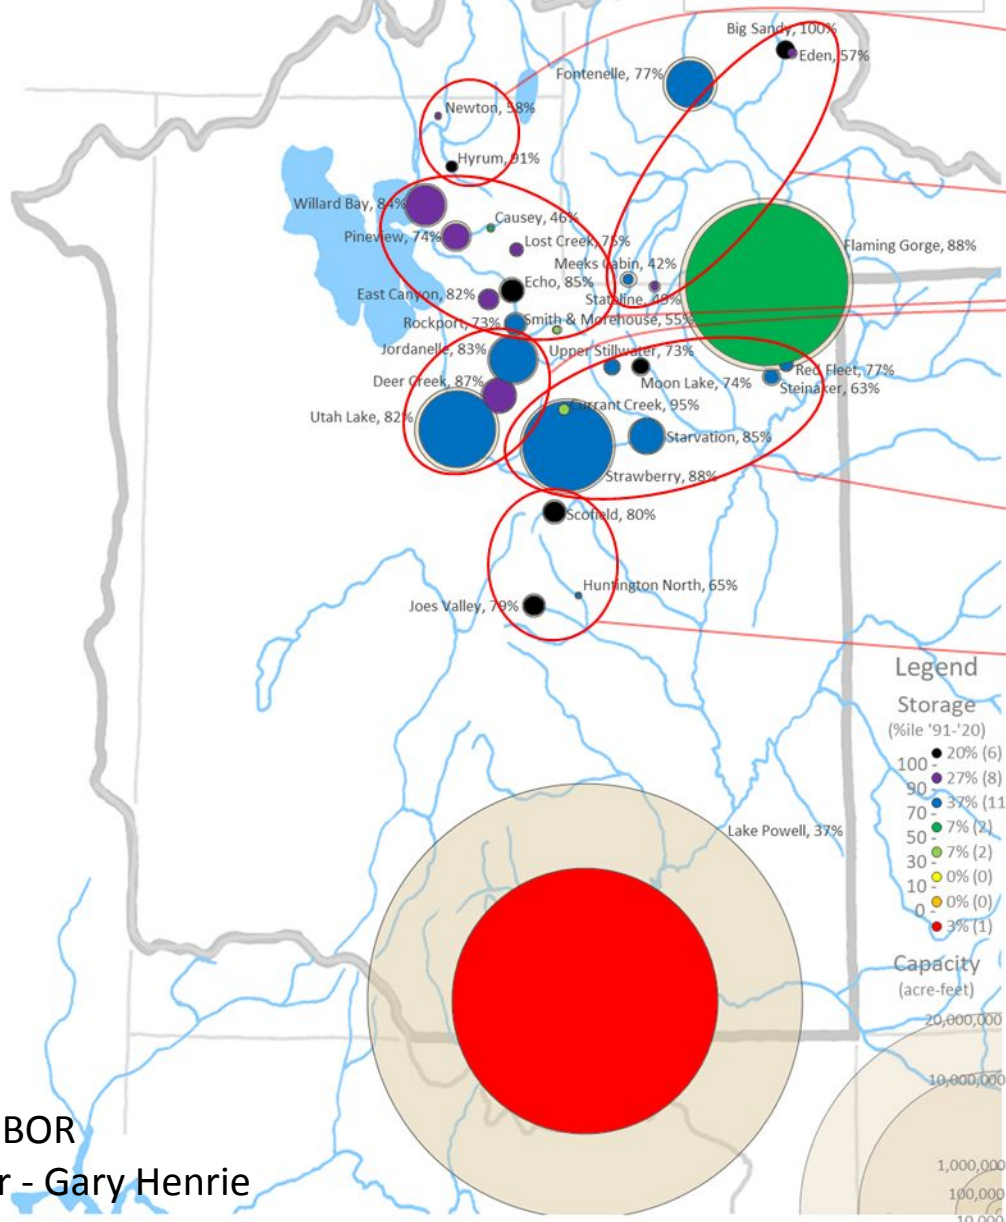 Big Sandy, 100%
Eden, 57%
Fontenelle, 77%
Newton, 58%
Hyrum, 91%
Willard Bay, 84%
Causey, 46%
Pineview, 74%
Lost Creek, 75%
Flaming Gorge, 88%
Meeks Cabin, 42%
Echo, 85%
East Canyon, 82%
Stateline, 49%
Rockport, 73%
Smith & Morehouse, 55%
Jordanelle, 83%
Upper Stillwater, 73%
Red Fleet, 77%
Deer Creek, 87%
Moon Lake, 74%
Steinaker, 63%
Utah Lake, 82%
Currant Creek, 95%
Starvation, 85%
Strawberry, 88%
Scofield, 80%
Huntington North, 65%
Joes Valley, 79%
Legend
Storage
(%ile '91-'20)
20% (6)
100 -
27% (8)
90 -
37% (11
70 -
7% (2)
50 -
7% (2)
30 -
0% (0)
10 -
0% (0)
0 -
3% (1)
Lake Powell, 37%
Capacity
(acre-feet)
20,000,000
10,000,000
1,000,000
100,000
10,000
BOR
r - Gary Henrie